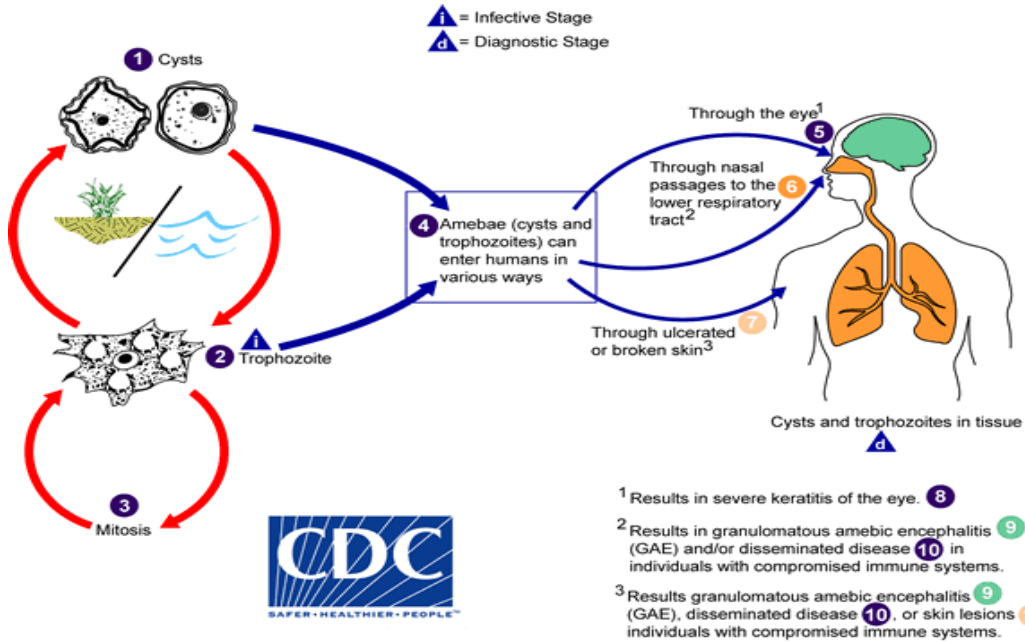 i = Infective Stage
d = Diagnostic Stage
1 Cysts
2 i Trophozoite
3
Mitosis
4 Amebae (cysts and
trophozoites) can
enter humans in
various ways
Through the eye1
5
Through nasal
passages to the 6
lower respiratory
tract2
7
Through ulcerated
or broken skin3
Cysts and trophozoites in tissue
d
1 Results in severe keratitis of the eye. 8
2 Results in granulomatous amebic encephalitis 9
(GAE) and/or disseminated disease 10 in
individuals with compromised immune systems.
3 Results granulomatous amebic encephalitis 9
(GAE), disseminated disease 10, or skin lesions
individuals with compromised immune systems.
CDC
SAFER·HEALTHIER·PEOPLE™